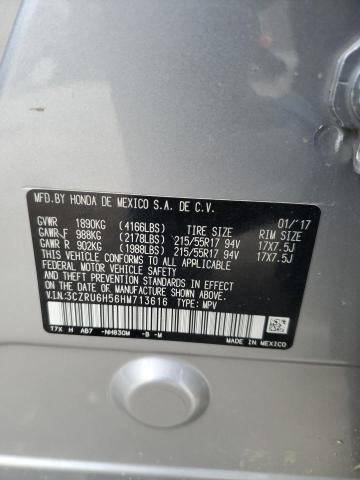 MFD.BY HONDA DE MEXICO S.A. DE C.V.
01/'17
GVWR 1890KG (4166LBS) TIRE SIZE RIM SIZE
GAWR F 988KG (2178LBS) 215/55R17 94V 17X7.5J
GAWR R 902KG (1988LBS) 215/55R17 94V 17X7.5J
THIS VEHICLE CONFORMS TO ALL APPLICABLE
FEDERAL MOTOR VEHICLE SAFETY, BUMPER, AND
THEFT PREVENTION STANDARDS IN EFFECT ON THE
DATE OF MANUFACTURE SHOWN ABOVE.
V.I.N:3CZRU6H56HM713616 TYPE: MPV
T7X H AB7 -NH830M -B -M
MADE IN MEXICO